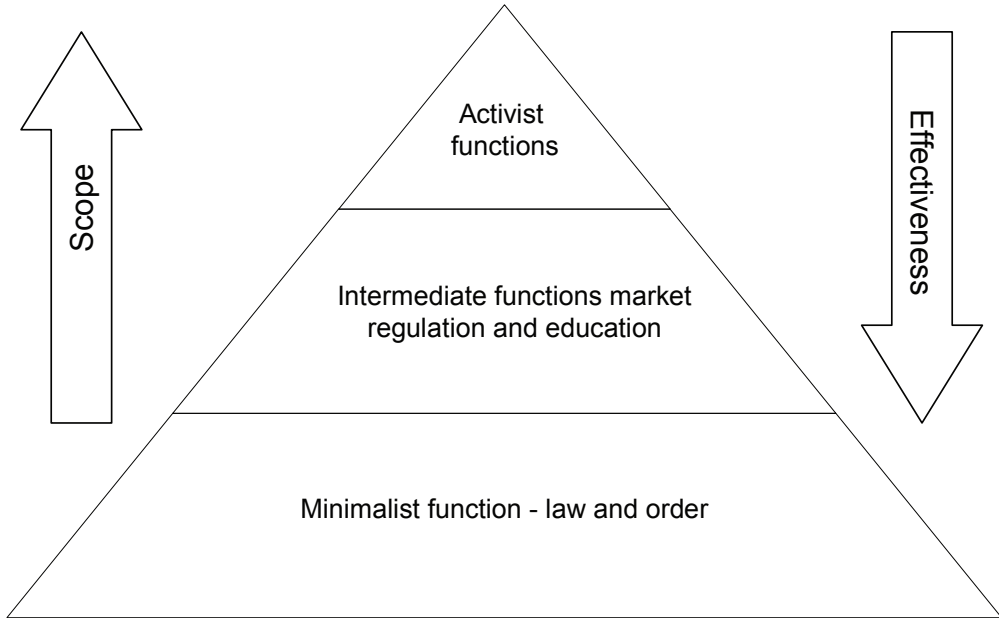 Activist
functions
Scope
Effectiveness
Intermediate functions market
regulation and education
Minimalist function - law and order